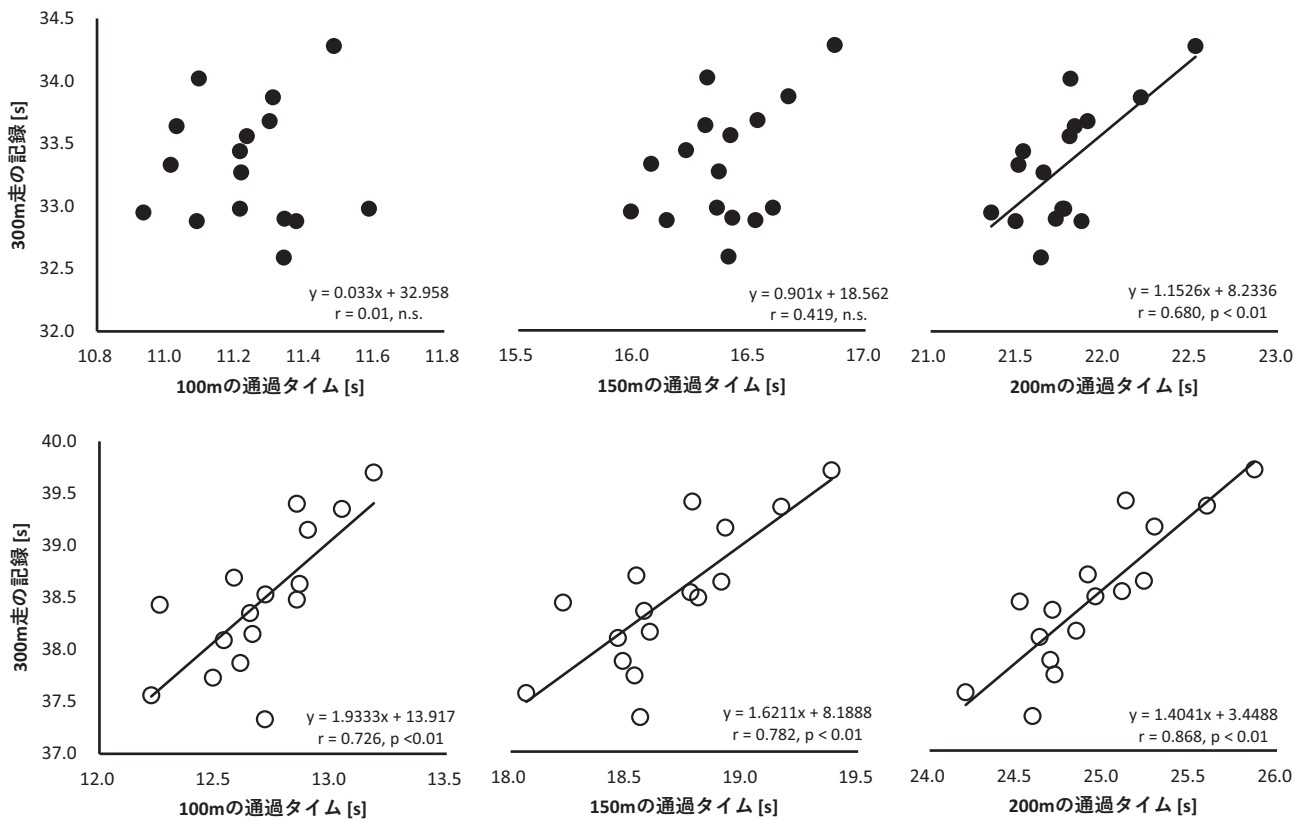 34.5
34.0
33.5
33.0
32.5
32.0
300m走の記録 [s]
y = 0.033x + 32.958
r = 0.01, n.s.
10.8 11.0 11.2 11.4 11.6 11.8
100mの通過タイム [s]
y = 0.901x + 18.562
r = 0.419, n.s.
15.5 16.0 16.5 17.0
150mの通過タイム [s]
y = 1.1526x + 8.2336
r = 0.680, p < 0.01
21.0 21.5 22.0 22.5 23.0
200mの通過タイム [s]
40.0
39.5
39.0
38.5
38.0
37.5
37.0
300m走の記録 [s]
y = 1.9333x + 13.917
r = 0.726, p <0.01
12.0 12.5 13.0 13.5
100mの通過タイム [s]
y = 1.6211x + 8.1888
r = 0.782, p < 0.01
18.0 18.5 19.0 19.5
150mの通過タイム [s]
y = 1.4041x + 3.4488
r = 0.868, p < 0.01
24.0 24.5 25.0 25.5 26.0
200mの通過タイム [s]